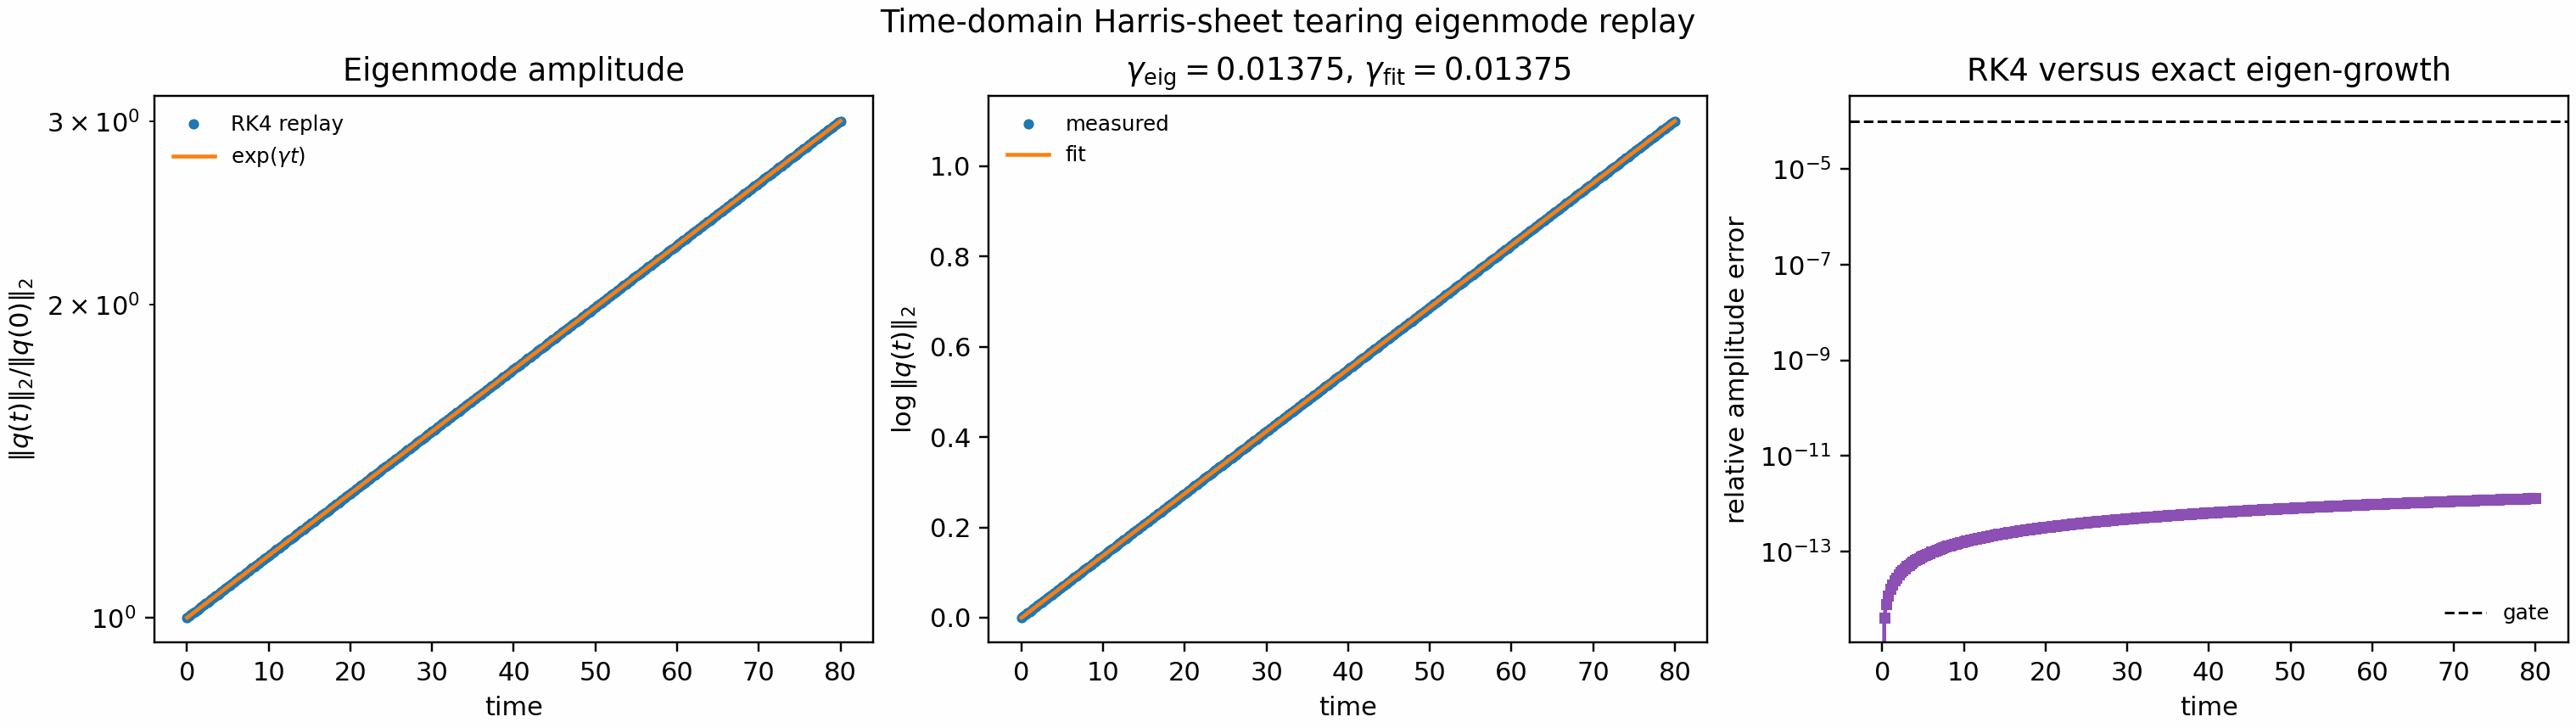 Time-domain Harris-sheet tearing eigenmode replay
Eigenmode amplitude
‖q(t)‖₂/‖q(0)‖₂
3 × 10⁰
2 × 10⁰
10⁰
RK4 replay
exp(γt)
0 10 20 30 40 50 60 70 80
time
γeig = 0.01375, γfit = 0.01375
log ‖q(t)‖₂
1.0
0.8
0.6
0.4
0.2
0.0
measured
fit
0 10 20 30 40 50 60 70 80
time
RK4 versus exact eigen-growth
relative amplitude error
10⁻⁵
10⁻⁷
10⁻⁹
10⁻¹¹
10⁻¹³
gate
0 10 20 30 40 50 60 70 80
time